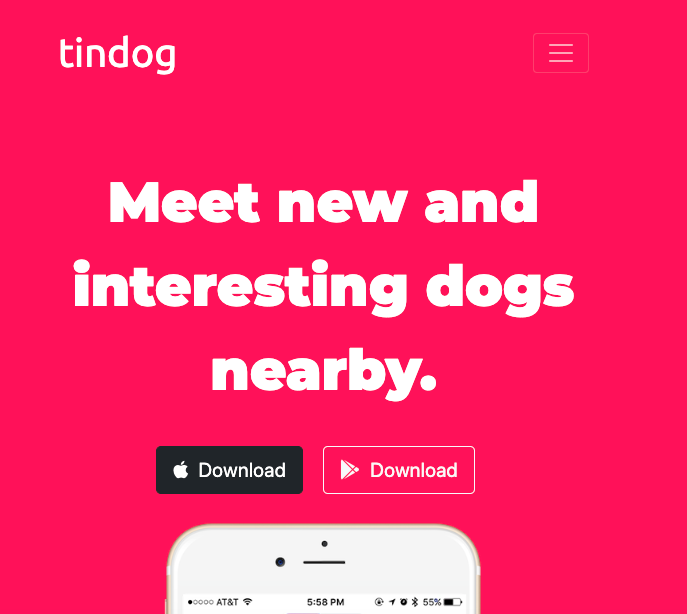 tindog
Meet new and
interesting dogs
nearby.
Download
Download
AT&T
5:58 PM
55%